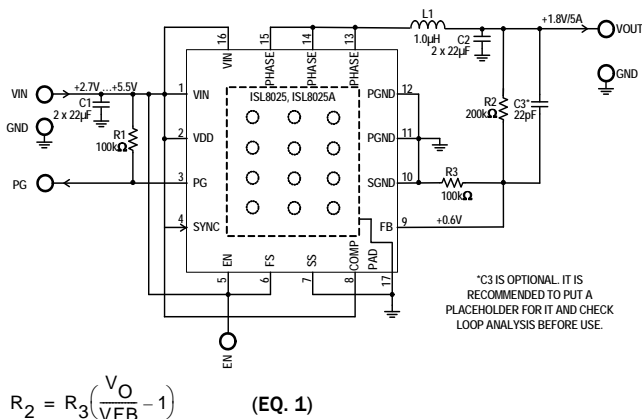 L1
1.0µH
+1.8V/5A
VOUT
C2
2 x 22µF
GND
R2
200kΩ
C3*
22pF
16
15
14
13
VIN
PHASE
PHASE
PHASE
VIN
+2.7V ...+5.5V
C1
2 x 22µF
GND
R1
100kΩ
PG
1
VIN
2
VDD
3
PG
4
SYNC
ISL8025, ISL8025A
PGND
12
PGND
11
SGND
10
R3
100kΩ
FB
9
+0.6V
EN
FS
SS
COMP
PAD
5
6
7
8
17
EN
*C3 IS OPTIONAL. IT IS
RECOMMENDED TO PUT A
PLACEHOLDER FOR IT AND CHECK
LOOP ANALYSIS BEFORE USE.
R2 = R3(VO/VFB – 1) (EQ. 1)